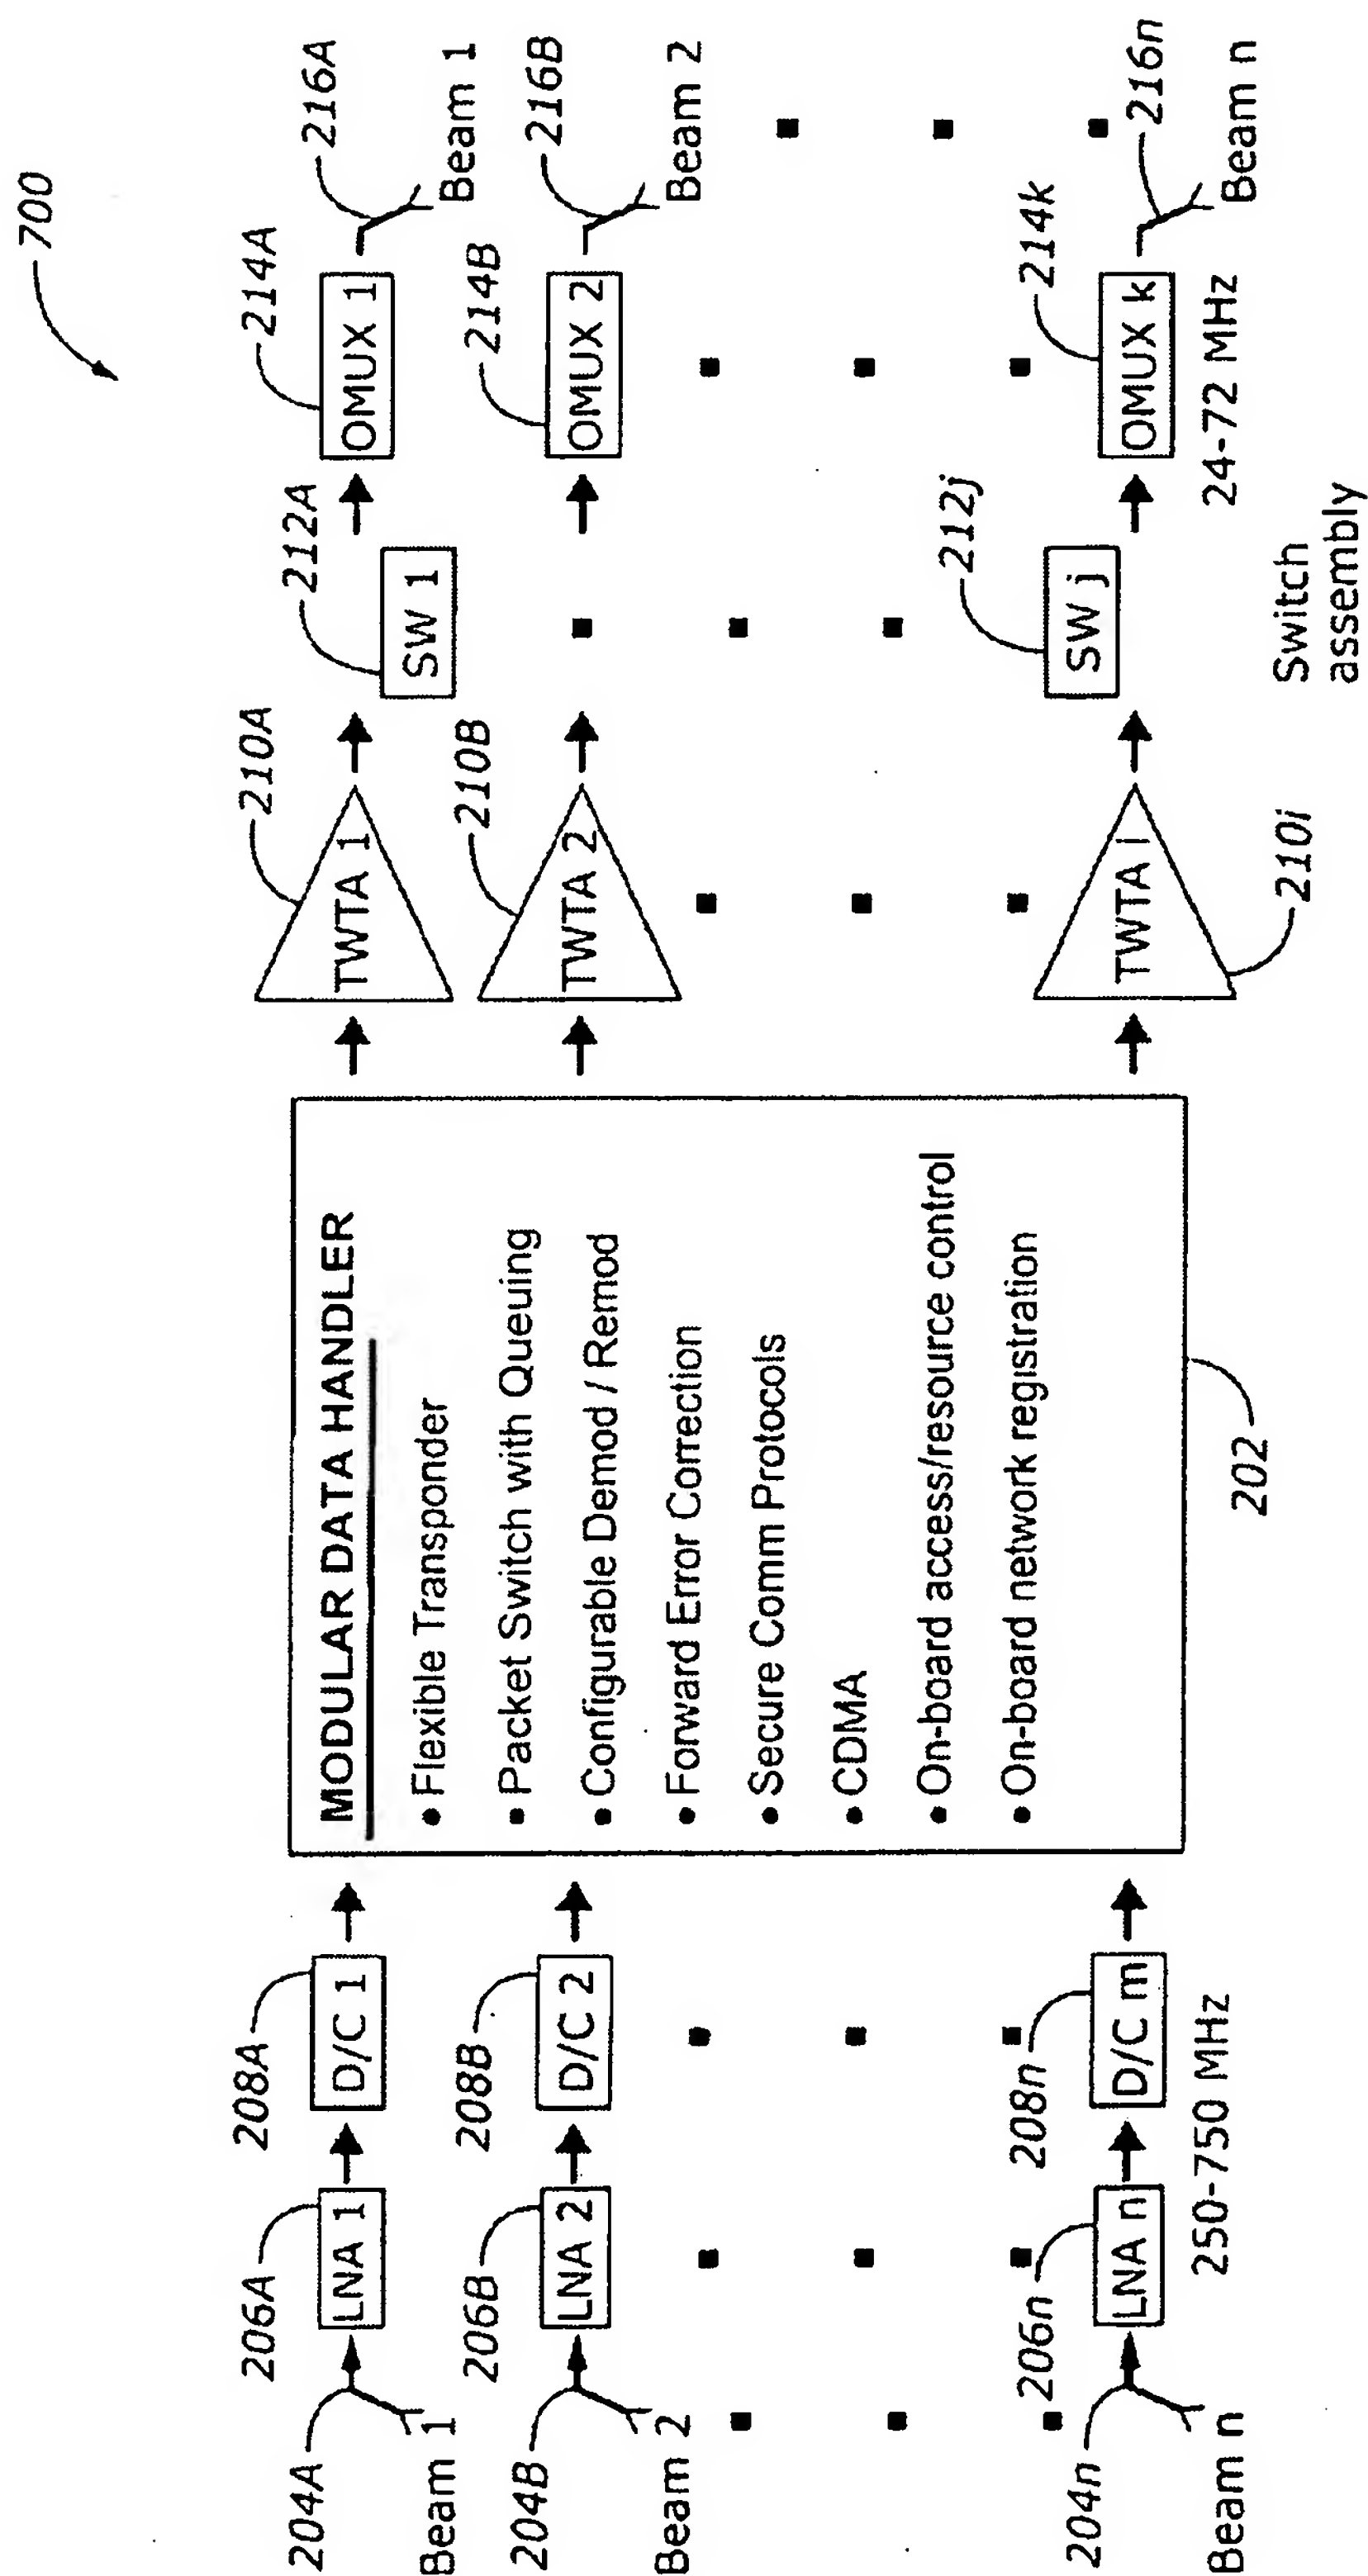 700
204A
206A
208A
210A
212A
214A
216A
LNA 1
D/C 1
TWTA 1
SW 1
OMUX 1
Beam 1
Beam 1
204B
206B
208B
210B
214B
216B
LNA 2
D/C 2
TWTA 2
OMUX 2
Beam 2
Beam 2
MODULAR DATA HANDLER
• Flexible Transponder
▪ Packet Switch with Queuing
▪ Configurable Demod / Remod
• Forward Error Correction
• Secure Comm Protocols
• CDMA
• On-board access/resource control
• On-board network registration
204n
206n
208n
212j
214k
216n
LNA n
D/C m
TWTA i
SW j
OMUX k
Beam n
Beam n
250-750 MHz
24-72 MHz
202
210i
Switch
assembly